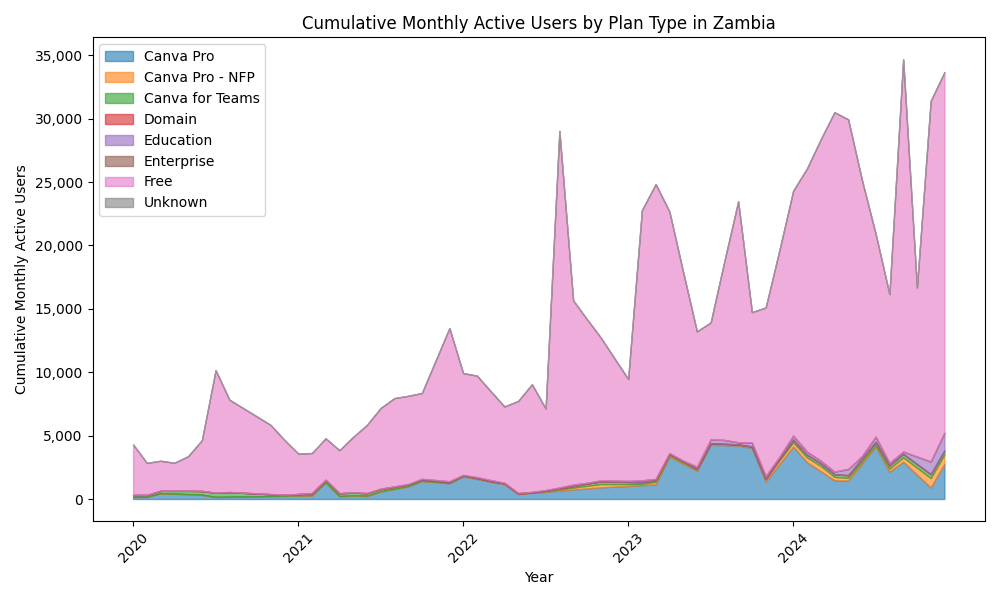 Cumulative Monthly Active Users by Plan Type in Zambia
Canva Pro
Canva Pro - NFP
Canva for Teams
Domain
Education
Enterprise
Free
Unknown
35,000
30,000
25,000
20,000
15,000
10,000
5,000
0
Cumulative Monthly Active Users
2020
2021
2022
2023
2024
Year